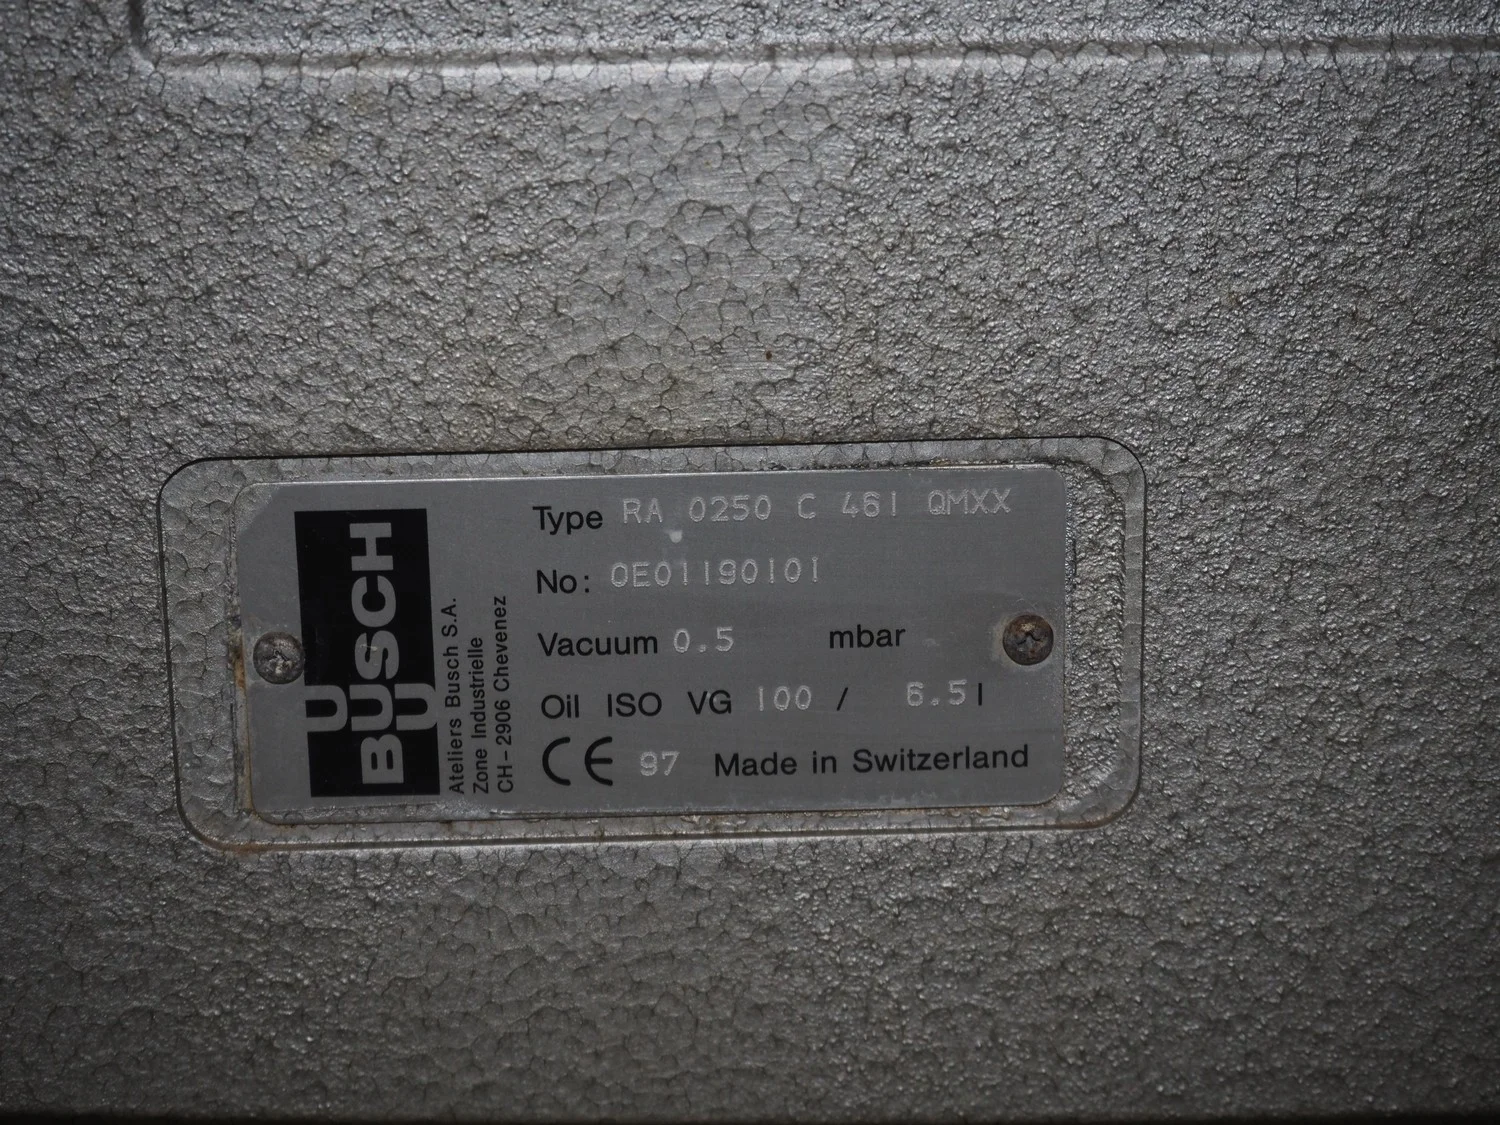 U
BUSCH
U
Ateliers Busch S.A.
Zone Industrielle
CH-2906 Chevenez
Type RA 0250 C 461 QMXX
No: 0E01190101
Vacuum 0.5 mbar
Oil ISO VG 100 / 6.5 l
CE 97 Made in Switzerland